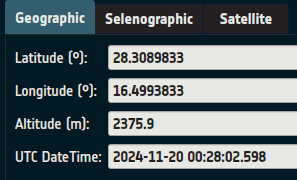 Geographic Selenographic Satellite
Latitude (º): 28.3089833
Longitude (º): 16.4993833
Altitude (m): 2375.9
UTC DateTime: 2024-11-20 00:28:02.598